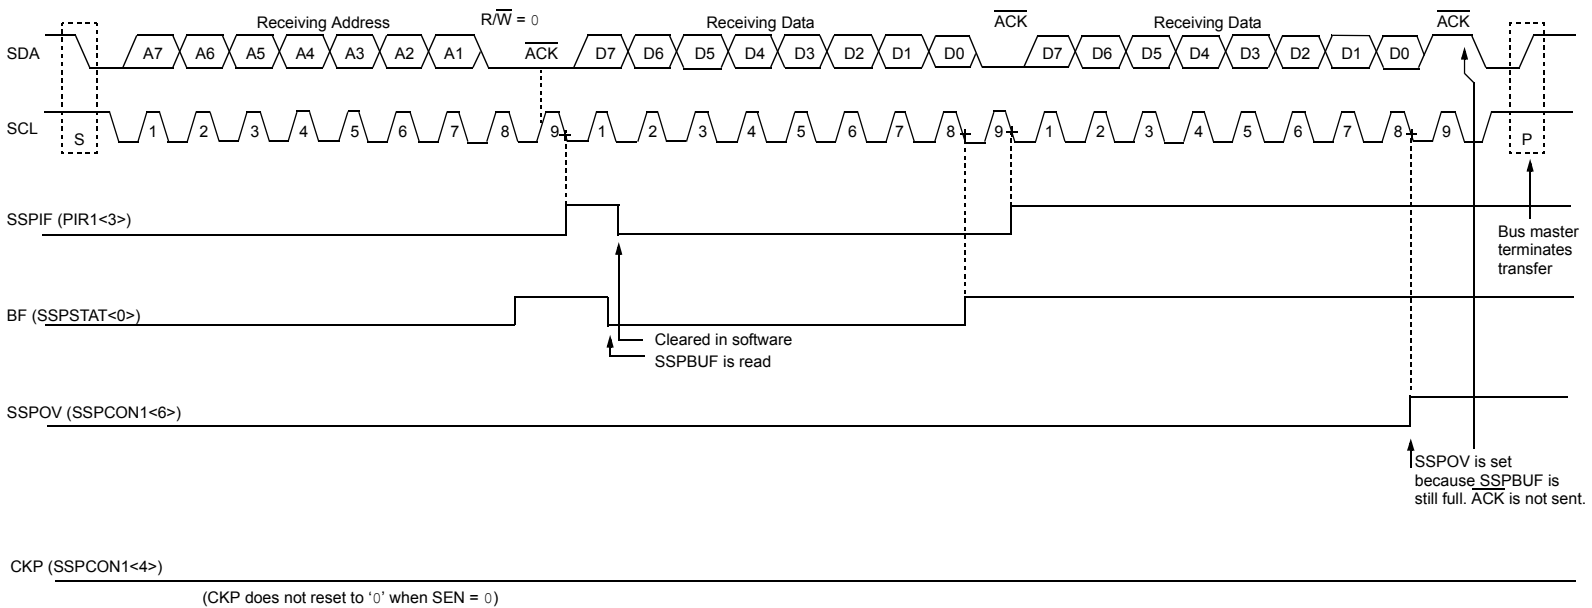 Receiving Address R/W = 0 Receiving Data ACK Receiving Data ACK
SDA A7 A6 A5 A4 A3 A2 A1 ACK D7 D6 D5 D4 D3 D2 D1 D0 D7 D6 D5 D4 D3 D2 D1 D0
SCL S 1 2 3 4 5 6 7 8 9 1 2 3 4 5 6 7 8 9 1 2 3 4 5 6 7 8 9 P
SSPIF (PIR1<3>)
Bus master
terminates
transfer
BF (SSPSTAT<0>)
Cleared in software
SSPBUF is read
SSPOV (SSPCON1<6>)
SSPOV is set
because SSPBUF is
still full. ACK is not sent.
CKP (SSPCON1<4>)
(CKP does not reset to ‘0’ when SEN = 0)